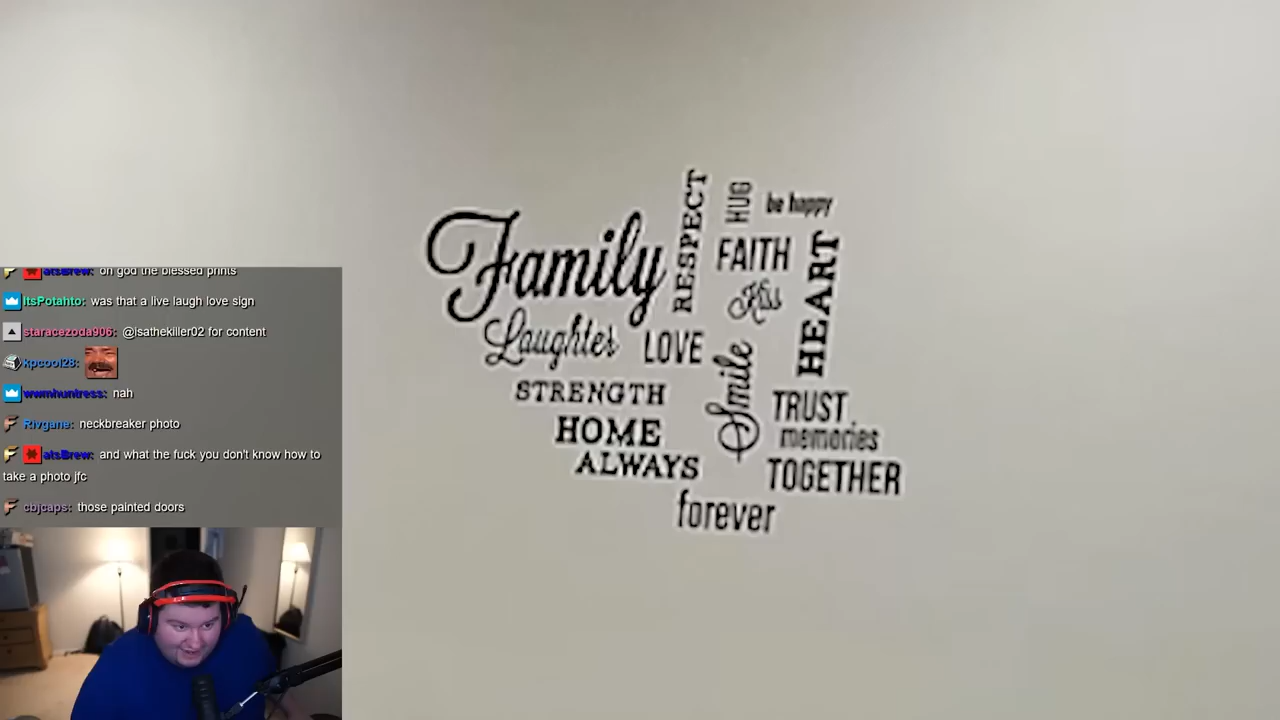 atsBrew: oh god the blessed prints
ItsPotahto: was that a live laugh love sign
staracezoda906: @isathekiller02 for content
kpcool28:
wwmhuntress: nah
Rivgane: neckbreaker photo
atsBrew: and what the fuck you don't know how to
take a photo jfc
cbjcaps: those painted doors
Family
RESPECT
HUG
be happy
FAITH
Kiss
HEART
Laughter
LOVE
Smile
STRENGTH
TRUST
HOME
memories
ALWAYS
TOGETHER
forever